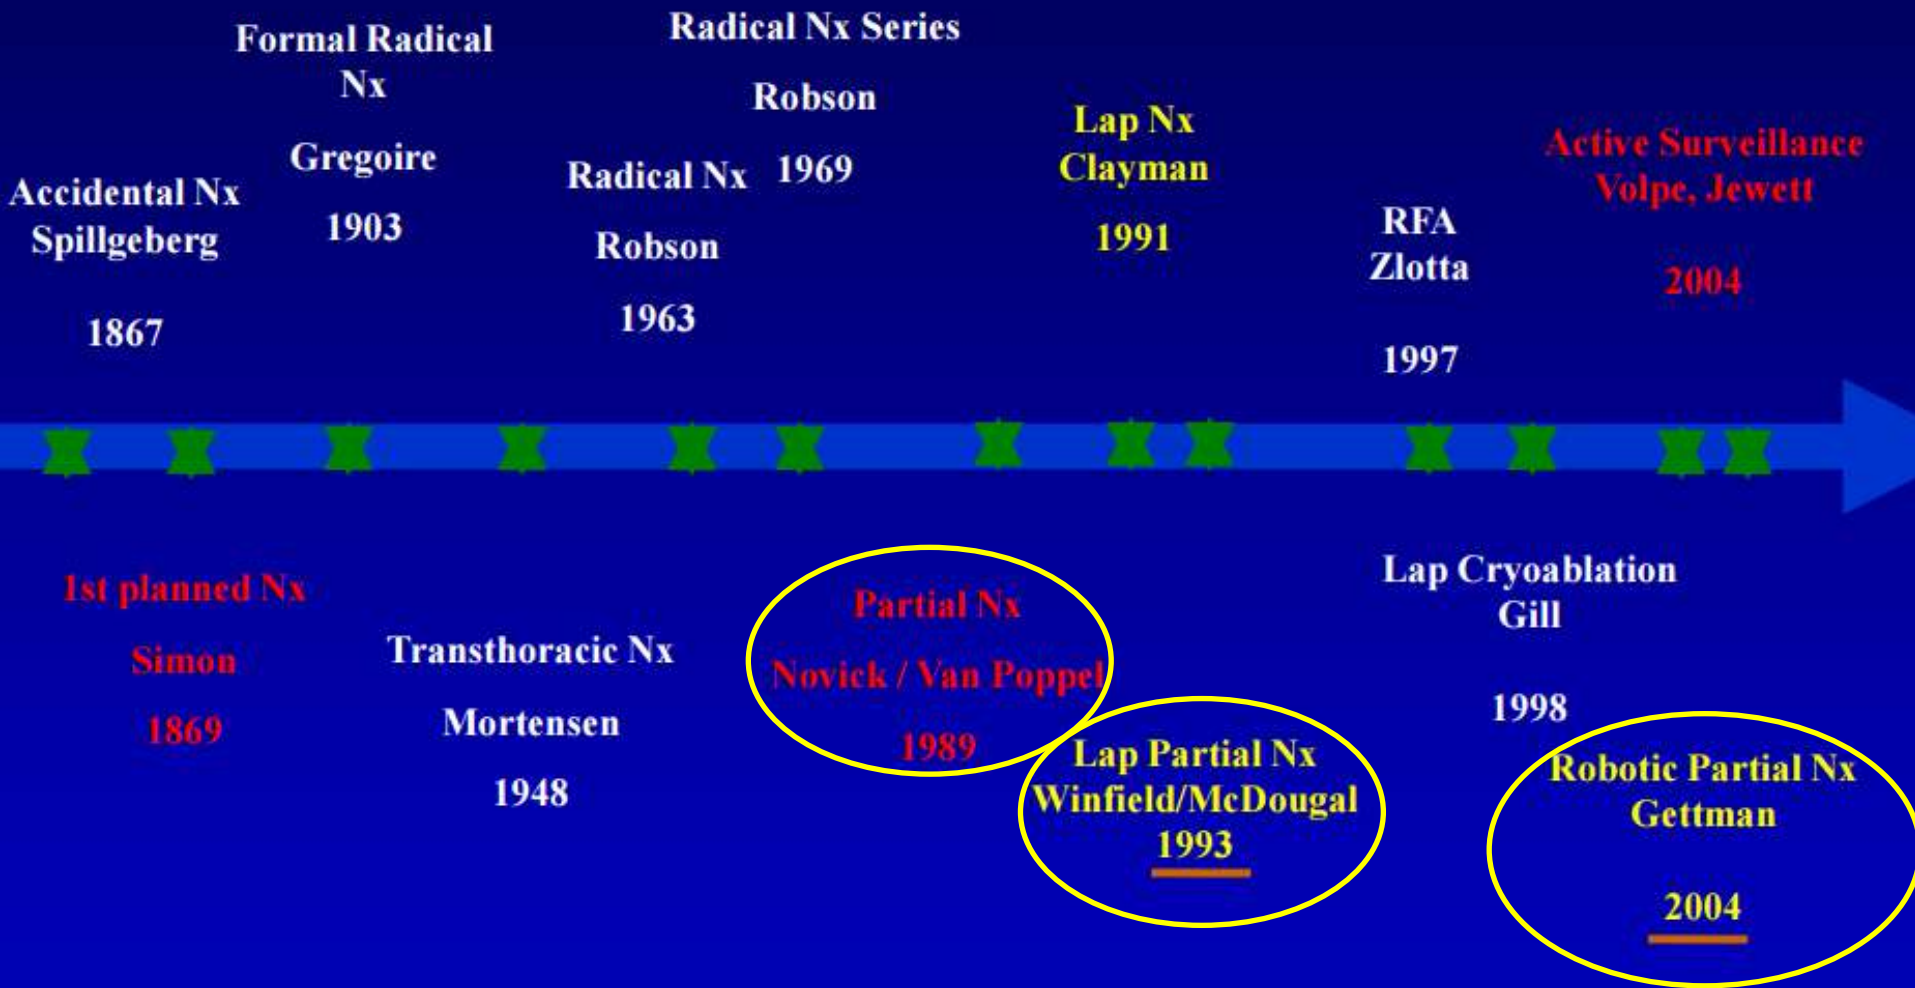 Formal Radical
Nx
Gregoire
1903
Radical Nx Series
Robson
1969
Accidental Nx
Spillgeberg
1867
Radical Nx
Robson
1963
Lap Nx
Clayman
1991
RFA
Zlotta
1997
Active Surveillance
Volpe, Jewett
2004
1st planned Nx
Simon
1869
Transthoracic Nx
Mortensen
1948
Partial Nx
Novick / Van Poppel
1989
Lap Partial Nx
Winfield/McDougal
1993
Lap Cryoablation
Gill
1998
Robotic Partial Nx
Gettman
2004